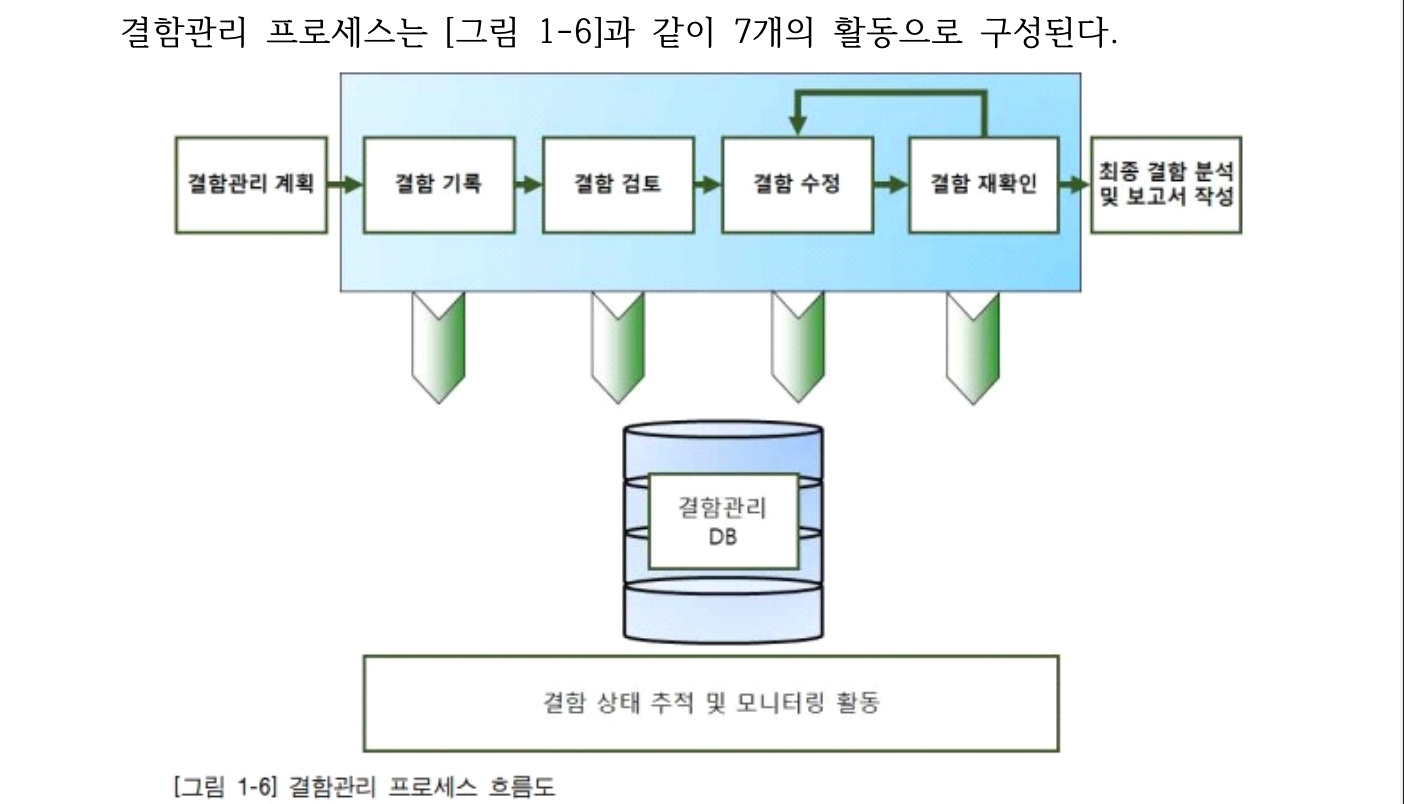 결함관리 프로세스는 [그림 1-6]과 같이 7개의 활동으로 구성된다.
결함관리 계획
결함 기록
결함 검토
결함 수정
결함 재확인
최종 결함 분석
및 보고서 작성
결함관리
DB
결함 상태 추적 및 모니터링 활동
[그림 1-6] 결함관리 프로세스 흐름도